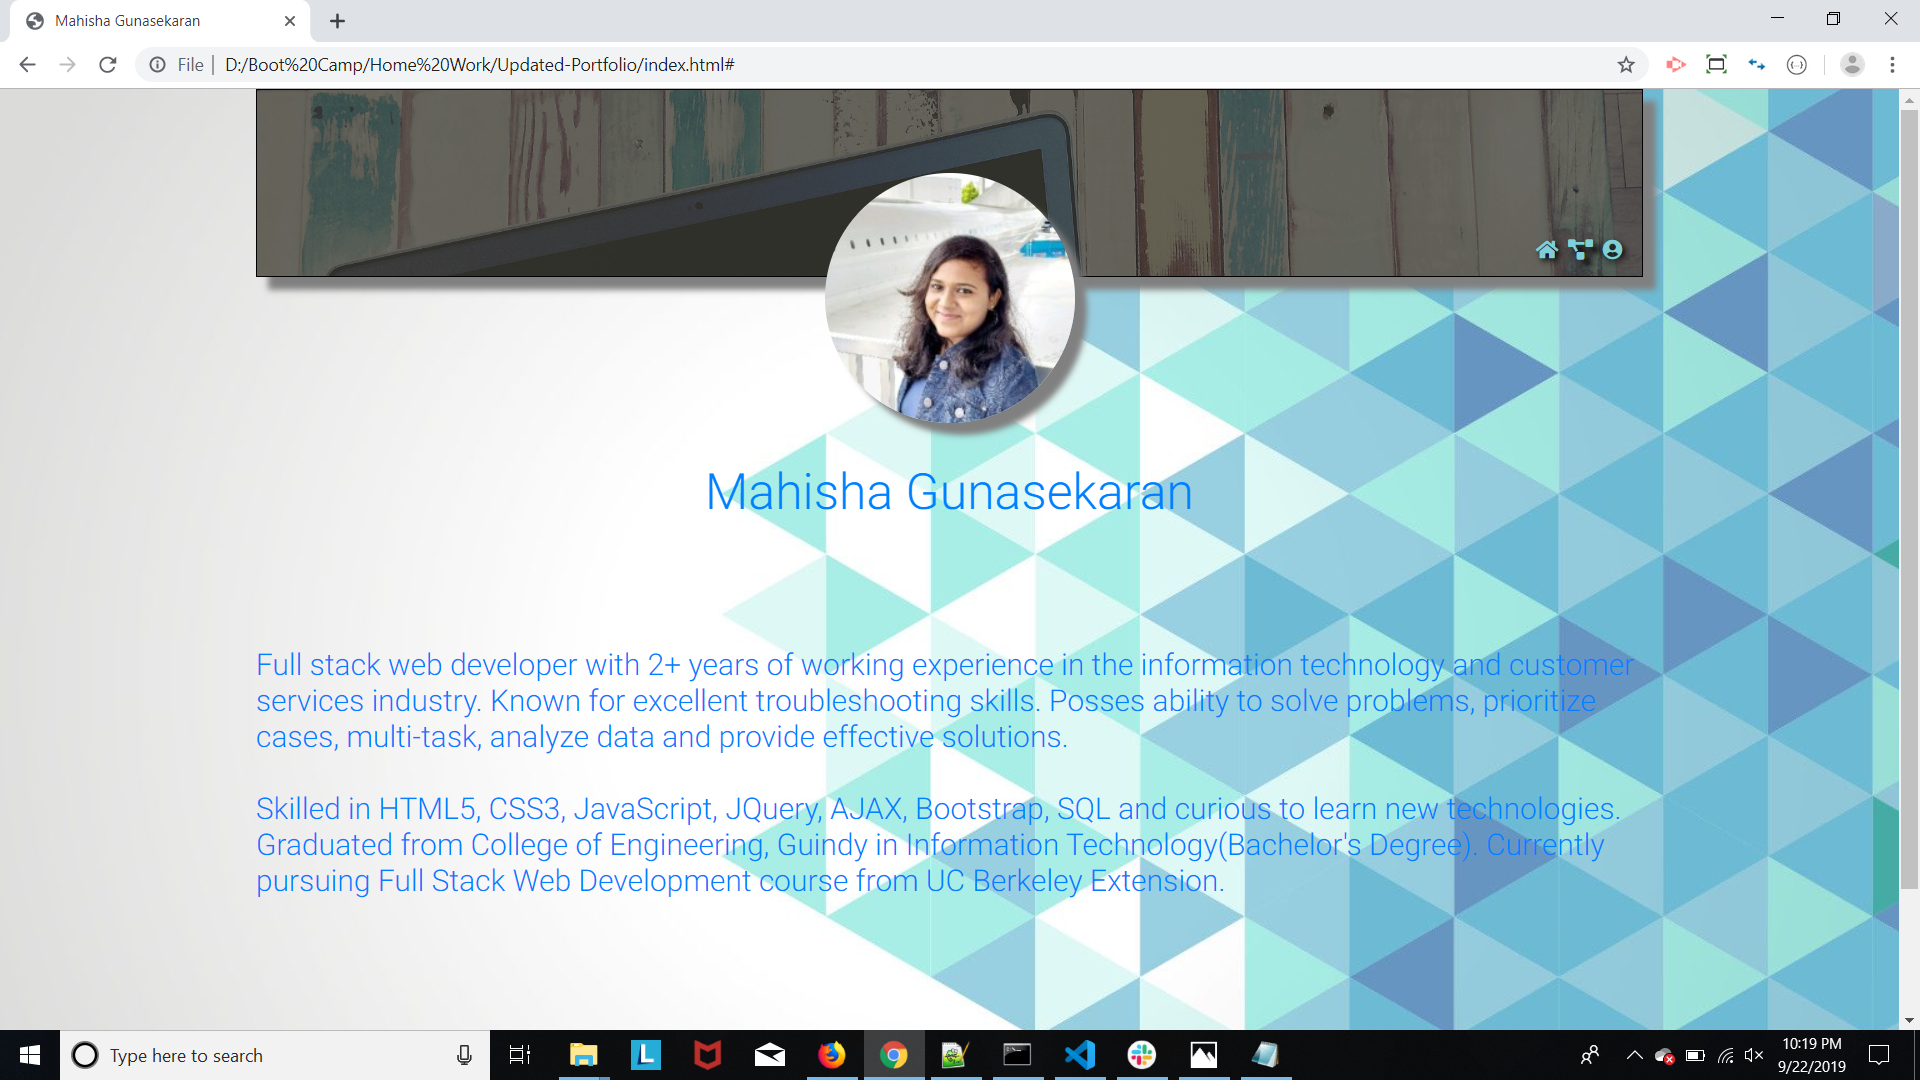 Mahisha Gunasekaran
File | D:/Boot%20Camp/Home%20Work/Updated-Portfolio/index.html#
Mahisha Gunasekaran
Full stack web developer with 2+ years of working experience in the information technology and customer
services industry. Known for excellent troubleshooting skills. Posses ability to solve problems, prioritize
cases, multi-task, analyze data and provide effective solutions.
Skilled in HTML5, CSS3, JavaScript, JQuery, AJAX, Bootstrap, SQL and curious to learn new technologies.
Graduated from College of Engineering, Guindy in Information Technology(Bachelor's Degree). Currently
pursuing Full Stack Web Development course from UC Berkeley Extension.
Type here to search
L
10:19 PM
9/22/2019